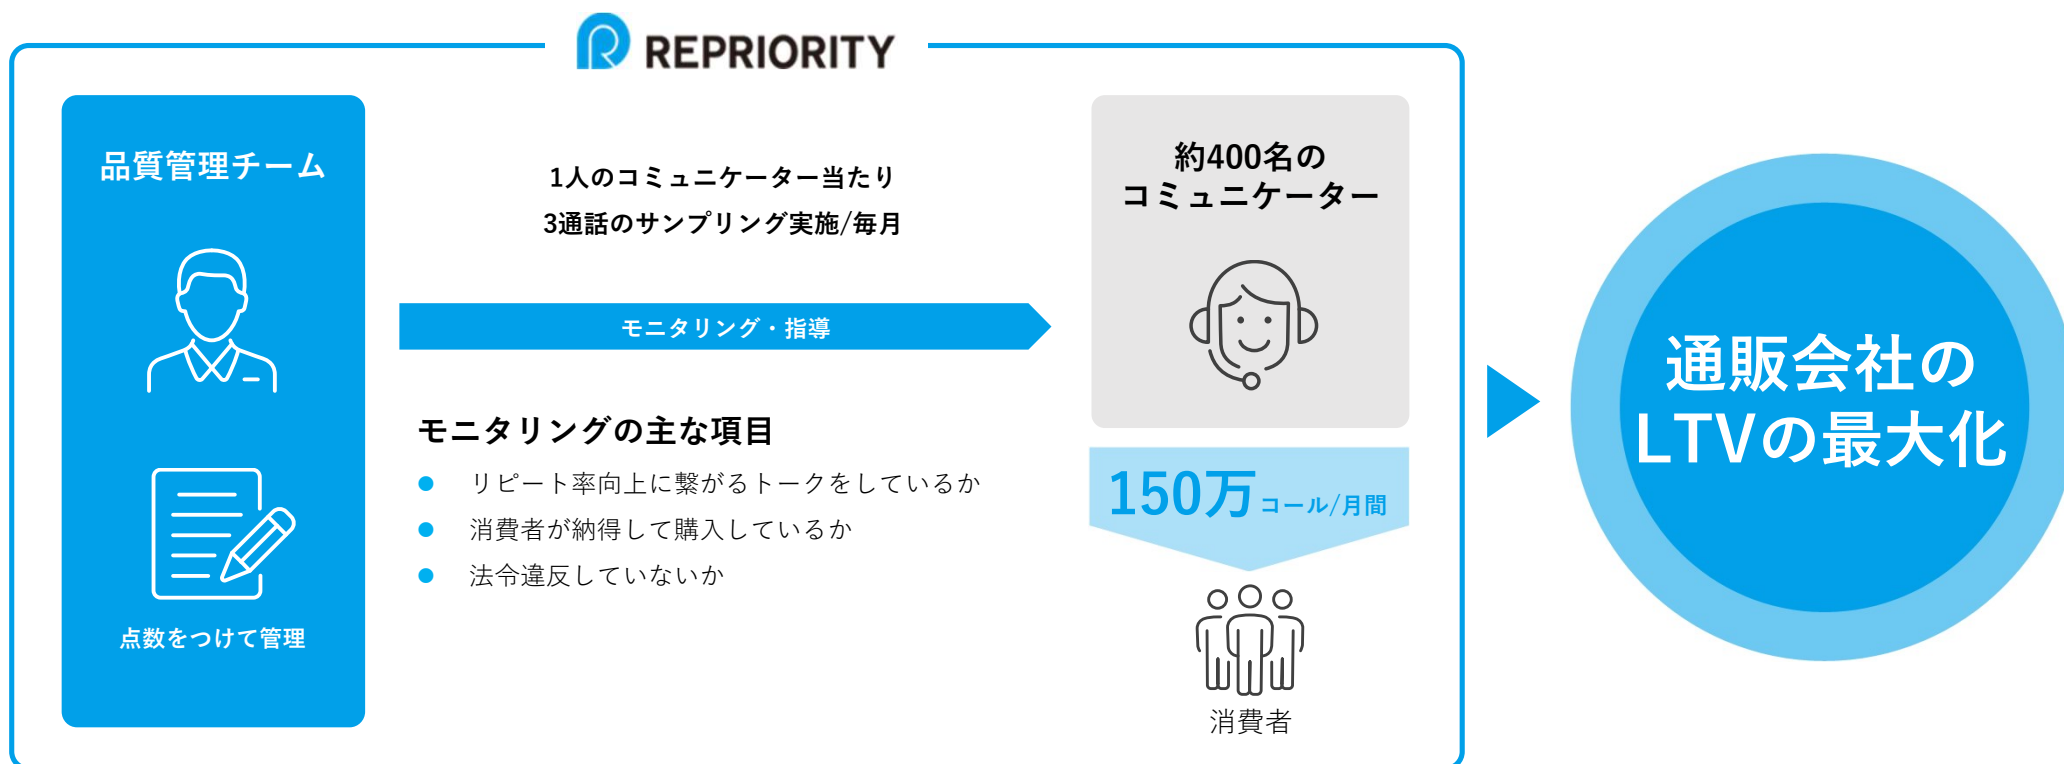 REPRIORITY
品質管理チーム
点数をつけて管理
1人のコミュニケーター当たり
3通話のサンプリング実施/毎月
モニタリング・指導
モニタリングの主な項目
● リピート率向上に繋がるトークをしているか
● 消費者が納得して購入しているか
● 法令違反していないか
約400名の
コミュニケーター
150万コール/月間
消費者
通販会社の
LTVの最大化